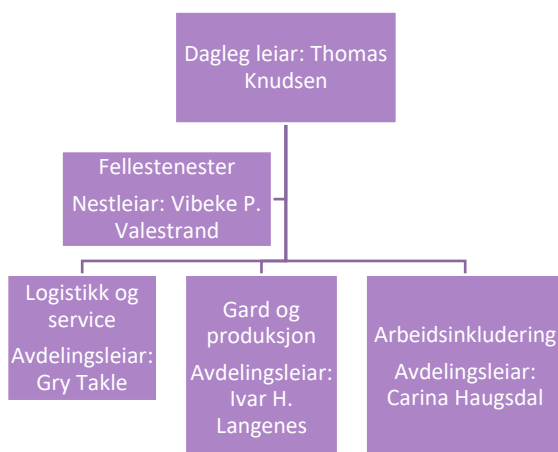 Dagleg leiar: Thomas
Knudsen
Fellestenester
Nestleiar: Vibeke P.
Valestrand
Logistikk og
service
Avdelingsleiar:
Gry Takle
Gard og
produksjon
Avdelingsleiar:
Ivar H.
Langenes
Arbeidsinkludering
Avdelingsleiar:
Carina Haugsdal